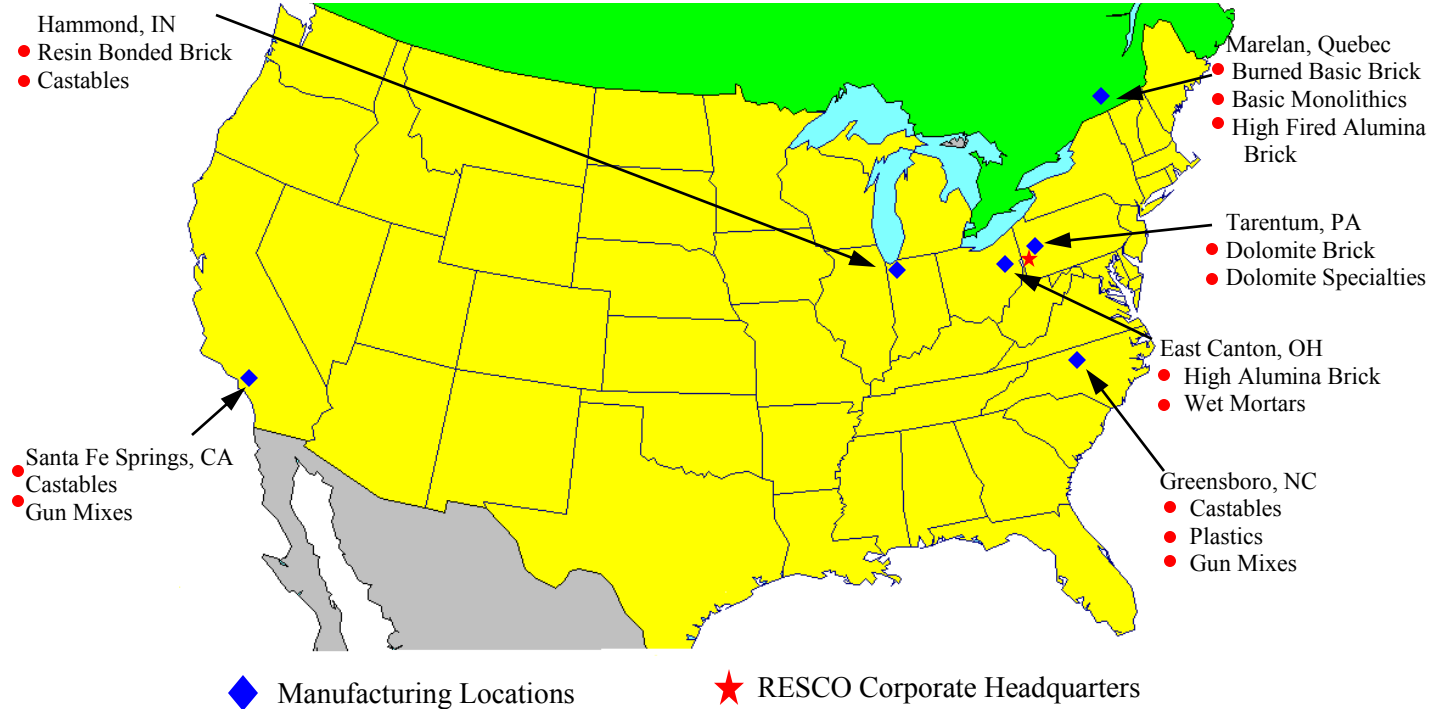 Hammond, IN
Resin Bonded Brick
Castables
Marelan, Quebec
Burned Basic Brick
Basic Monolithics
High Fired Alumina
Brick
Tarentum, PA
Dolomite Brick
Dolomite Specialties
East Canton, OH
High Alumina Brick
Wet Mortars
Santa Fe Springs, CA
Castables
Gun Mixes
Greensboro, NC
Castables
Plastics
Gun Mixes
Manufacturing Locations
RESCO Corporate Headquarters